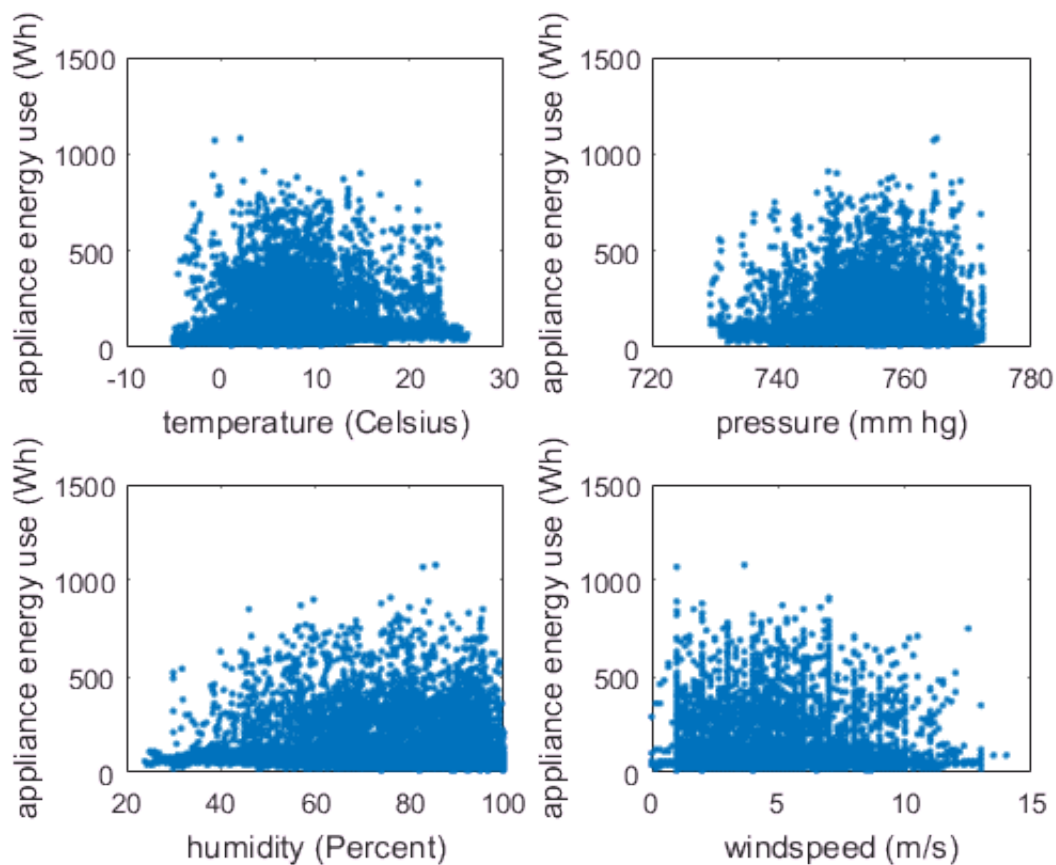 appliance energy use (Wh)
1500
1000
500
0
-10 0 10 20 30
temperature (Celsius)
appliance energy use (Wh)
1500
1000
500
0
720 740 760 780
pressure (mm hg)
appliance energy use (Wh)
1500
1000
500
0
20 40 60 80 100
humidity (Percent)
appliance energy use (Wh)
1500
1000
500
0
0 5 10 15
windspeed (m/s)